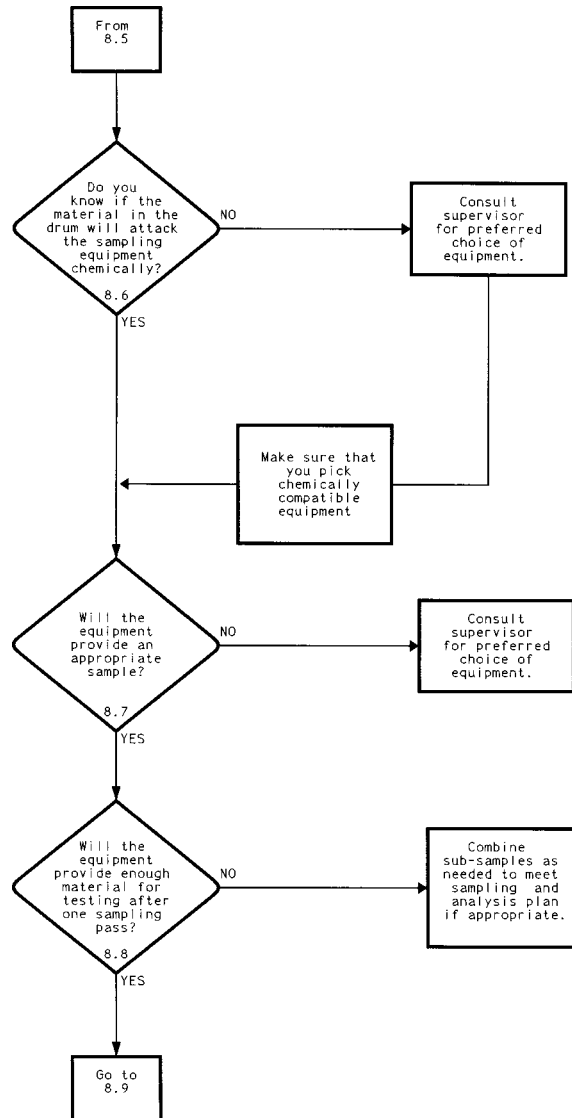 From
8.5
Do you
know if the
material in the
drum will attack
the sampling
equipment
chemically?
8.6
NO
Consult
supervisor
for preferred
choice of
equipment.
YES
Make sure that
you pick
chemically
compatible
equipment
Will the
equipment
provide an
appropriate
sample?
8.7
NO
Consult
supervisor
for preferred
choice of
equipment.
YES
Will the
equipment
provide enough
material for
testing after
one sampling
pass?
8.8
NO
Combine
sub-samples as
needed to meet
sampling and
analysis plan
if appropriate.
YES
Go to
8.9